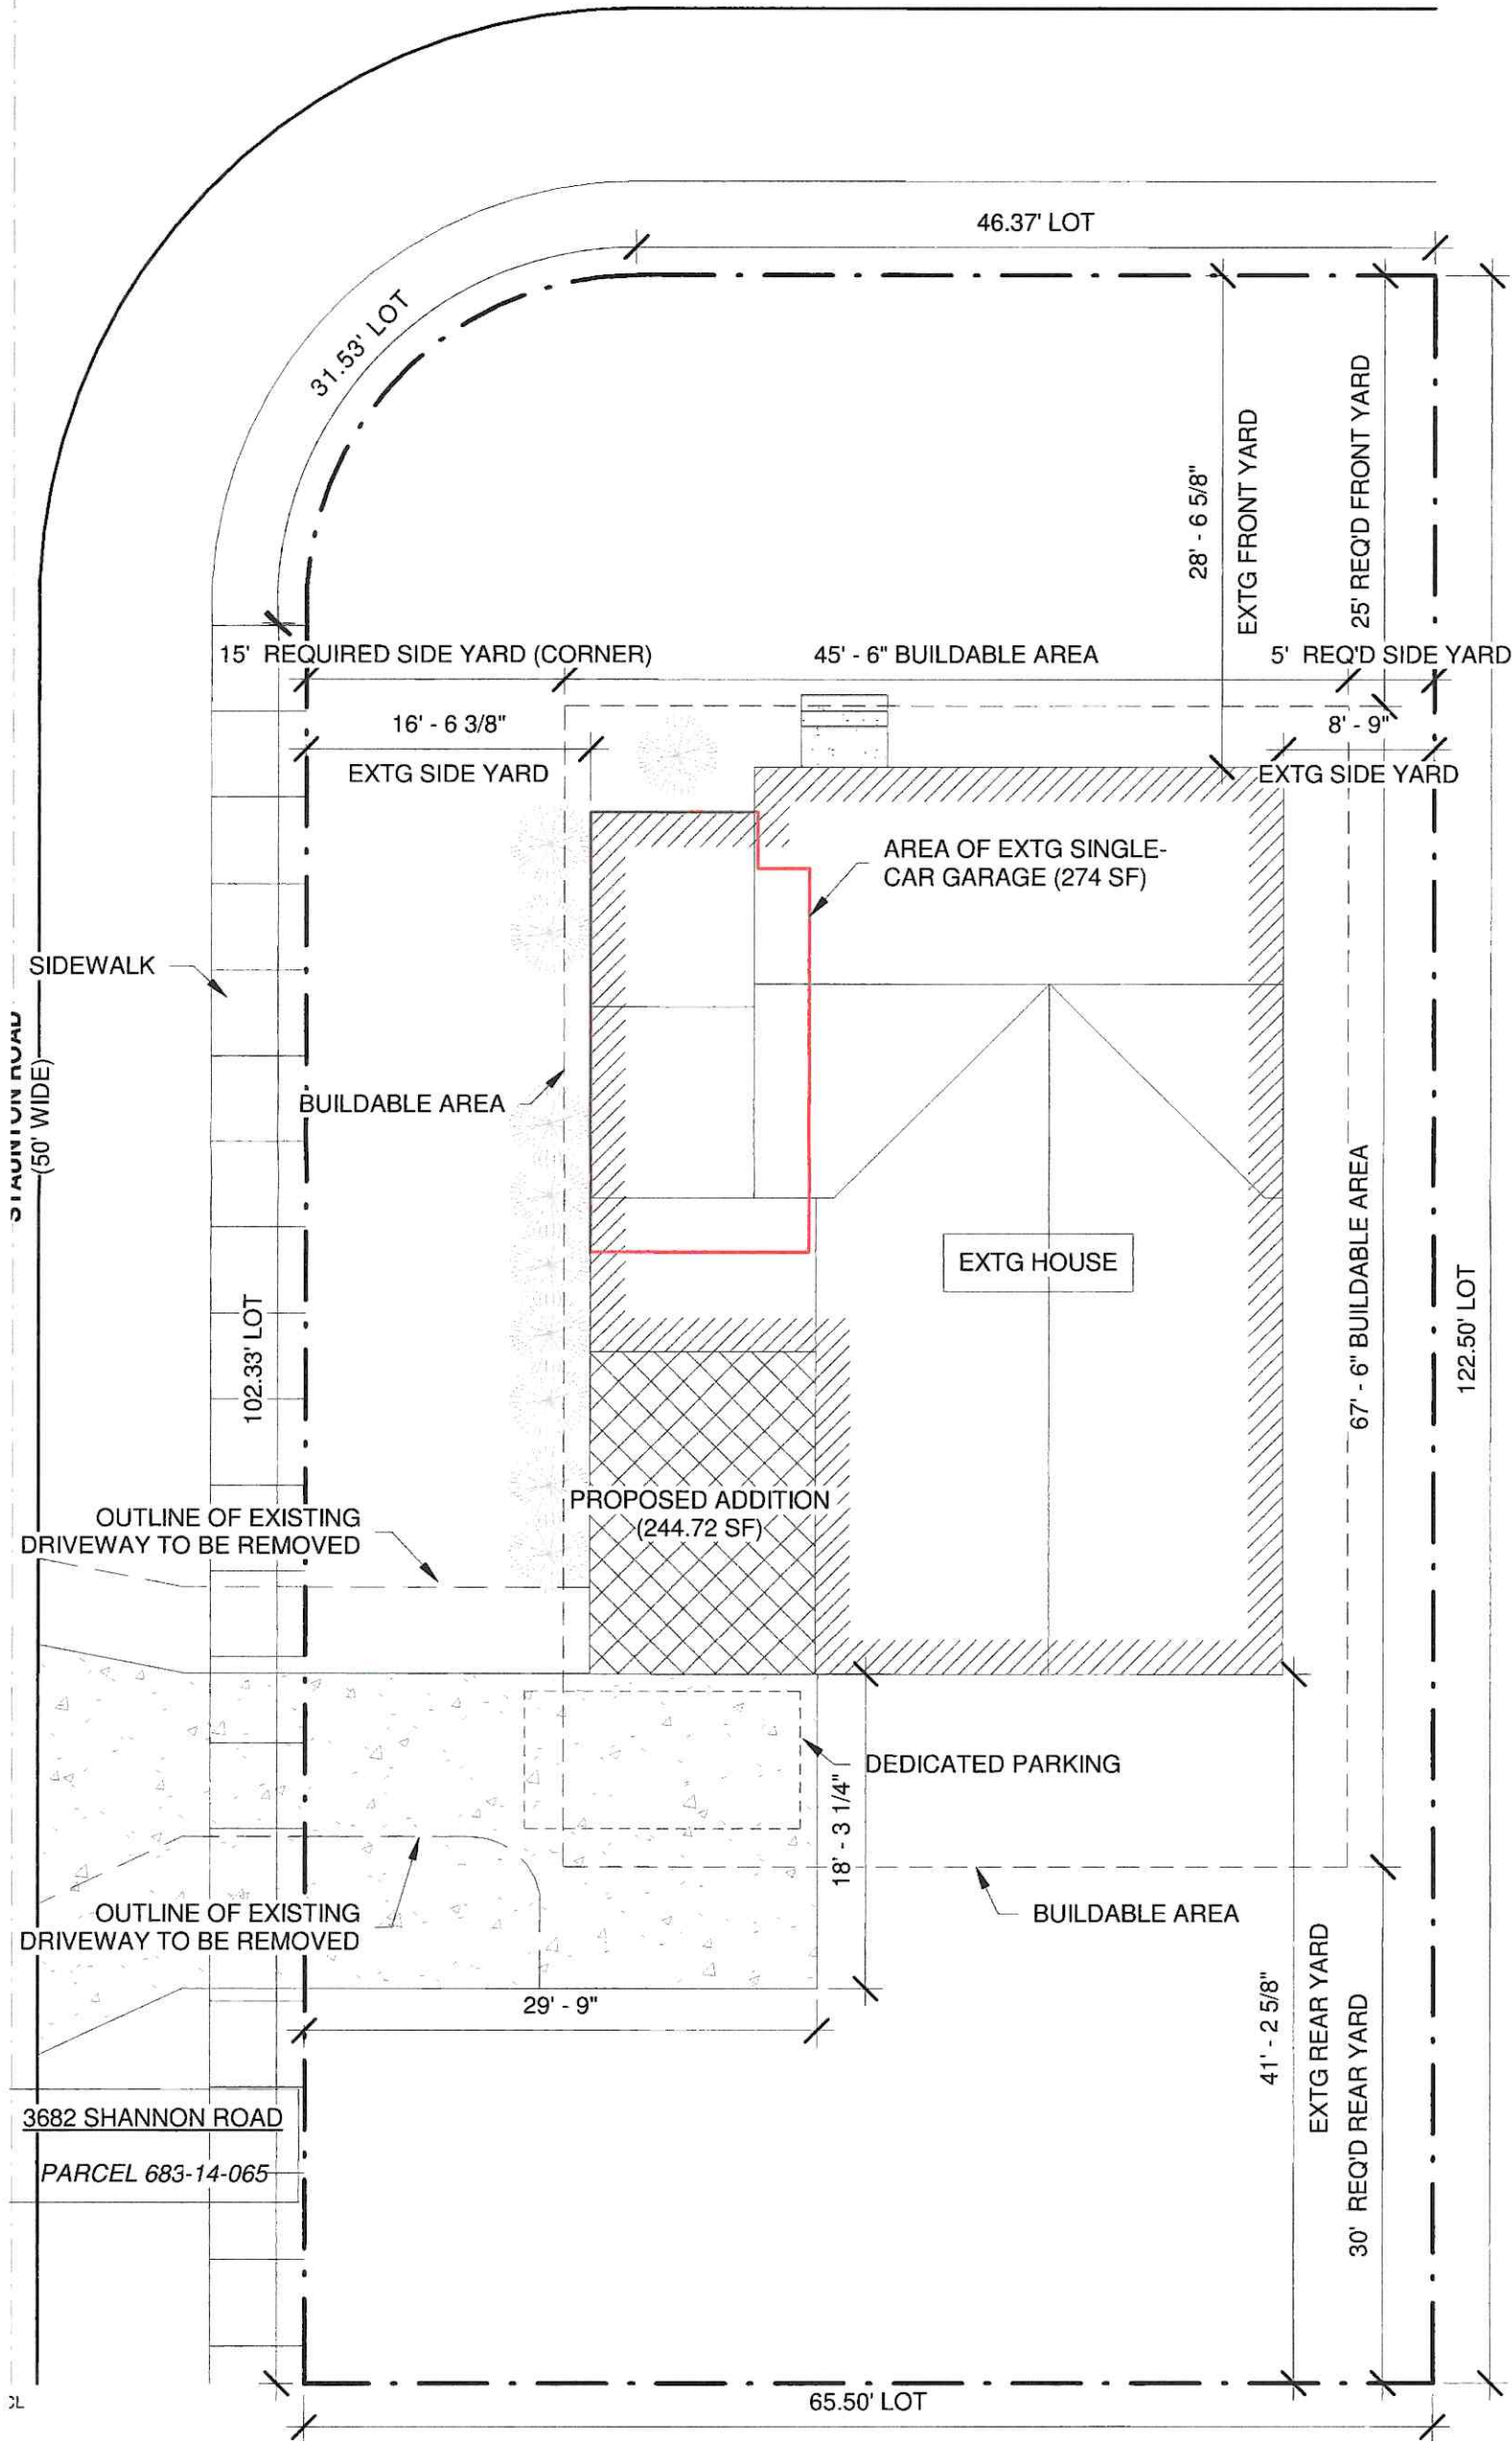 46.37' LOT
31.53' LOT
28' - 6 5/8"
EXTG FRONT YARD
25' REQ'D FRONT YARD
15' REQUIRED SIDE YARD (CORNER)
45' - 6" BUILDABLE AREA
5' REQ'D SIDE YARD
16' - 6 3/8"
EXTG SIDE YARD
8' - 9"
EXTG SIDE YARD
AREA OF EXTG SINGLE-
CAR GARAGE (274 SF)
SIDEWALK
STAUNTON ROAD
(50' WIDE)
BUILDABLE AREA
EXTG HOUSE
67' - 6" BUILDABLE AREA
122.50' LOT
102.33' LOT
PROPOSED ADDITION
(244.72 SF)
OUTLINE OF EXISTING
DRIVEWAY TO BE REMOVED
DEDICATED PARKING
18' - 3 1/4"
OUTLINE OF EXISTING
DRIVEWAY TO BE REMOVED
BUILDABLE AREA
29' - 9"
41' - 2 5/8"
EXTG REAR YARD
30' REQ'D REAR YARD
3682 SHANNON ROAD
PARCEL 683-14-065
65.50' LOT